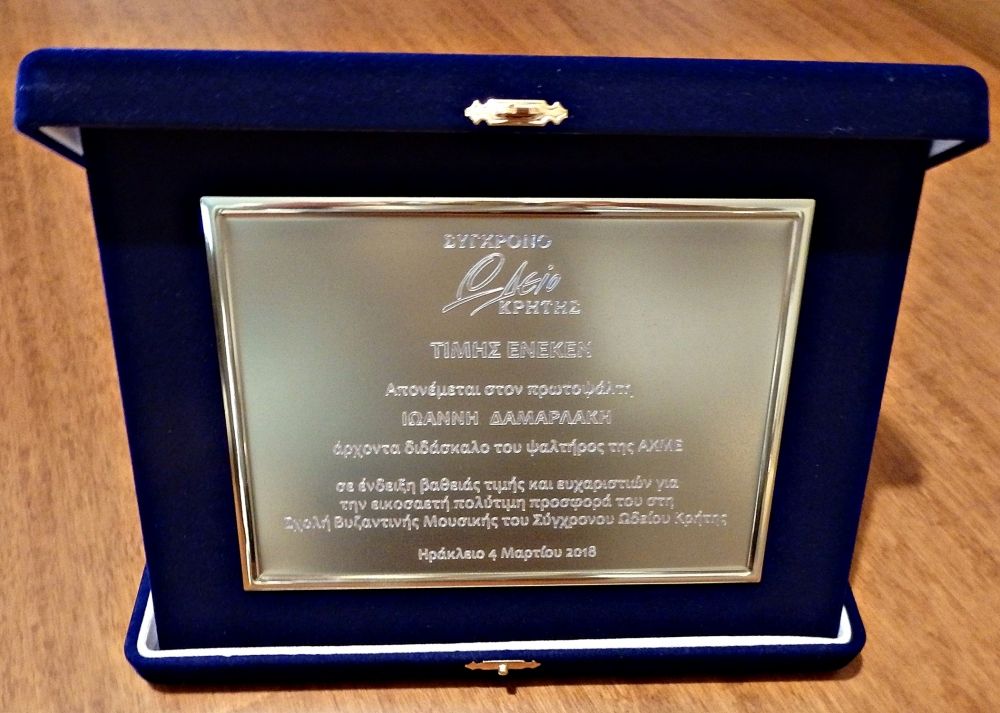 ΣΥΓΧΡΟΝΟ
Ωδείο
ΚΡΗΤΗΣ
ΤΙΜΗΣ ΕΝΕΚΕΝ
Απονέμεται στον πρωτοψάλτη
ΙΩΑΝΝΗ ΔΑΜΑΡΛΑΚΗ
άρχοντα διδάσκαλο του ψαλτήρος της ΑΧΜΕ
σε ένδειξη βαθειάς τιμής και ευχαριστιών για
την εικοσαετή πολύτιμη προσφορά του στη
Σχολή Βυζαντινής Μουσικής του Σύγχρονου Ωδείου Κρήτης
Ηράκλειο 4 Μαρτίου 2018